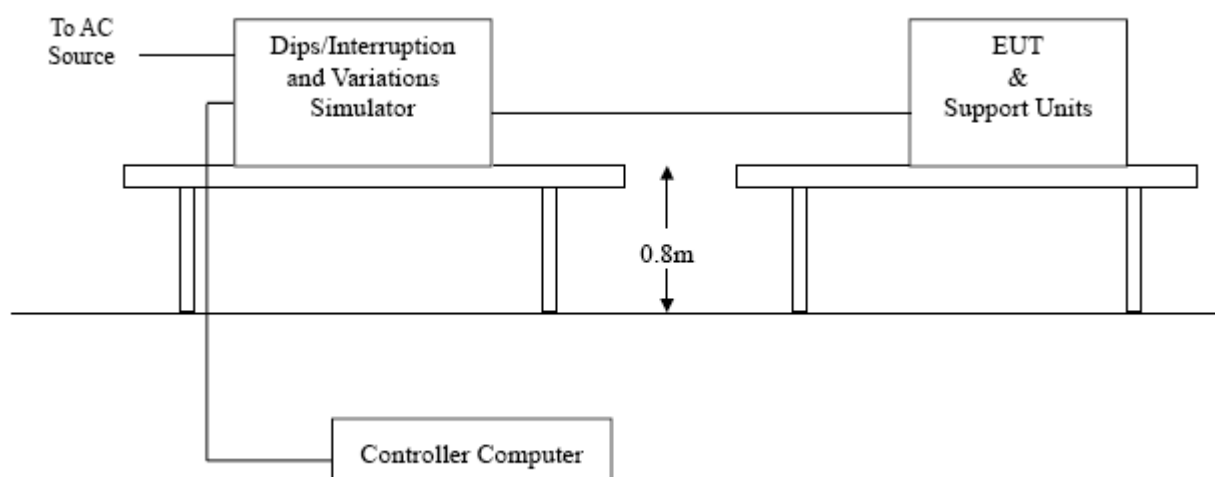 To AC
Source
Dips/Interruption
and Variations
Simulator
EUT
&
Support Units
0.8m
Controller Computer